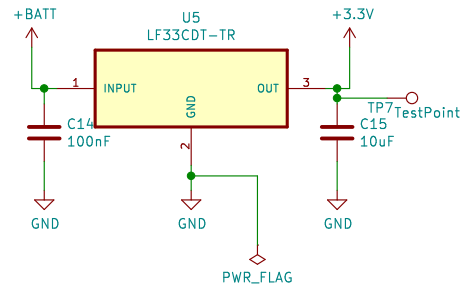 +BATT
U5
+3.3V
LF33CDT-TR
1
INPUT
GND
OUT
3
C14
100nF
2
TP7
TestPoint
C15
10uF
GND
GND
GND
PWR_FLAG